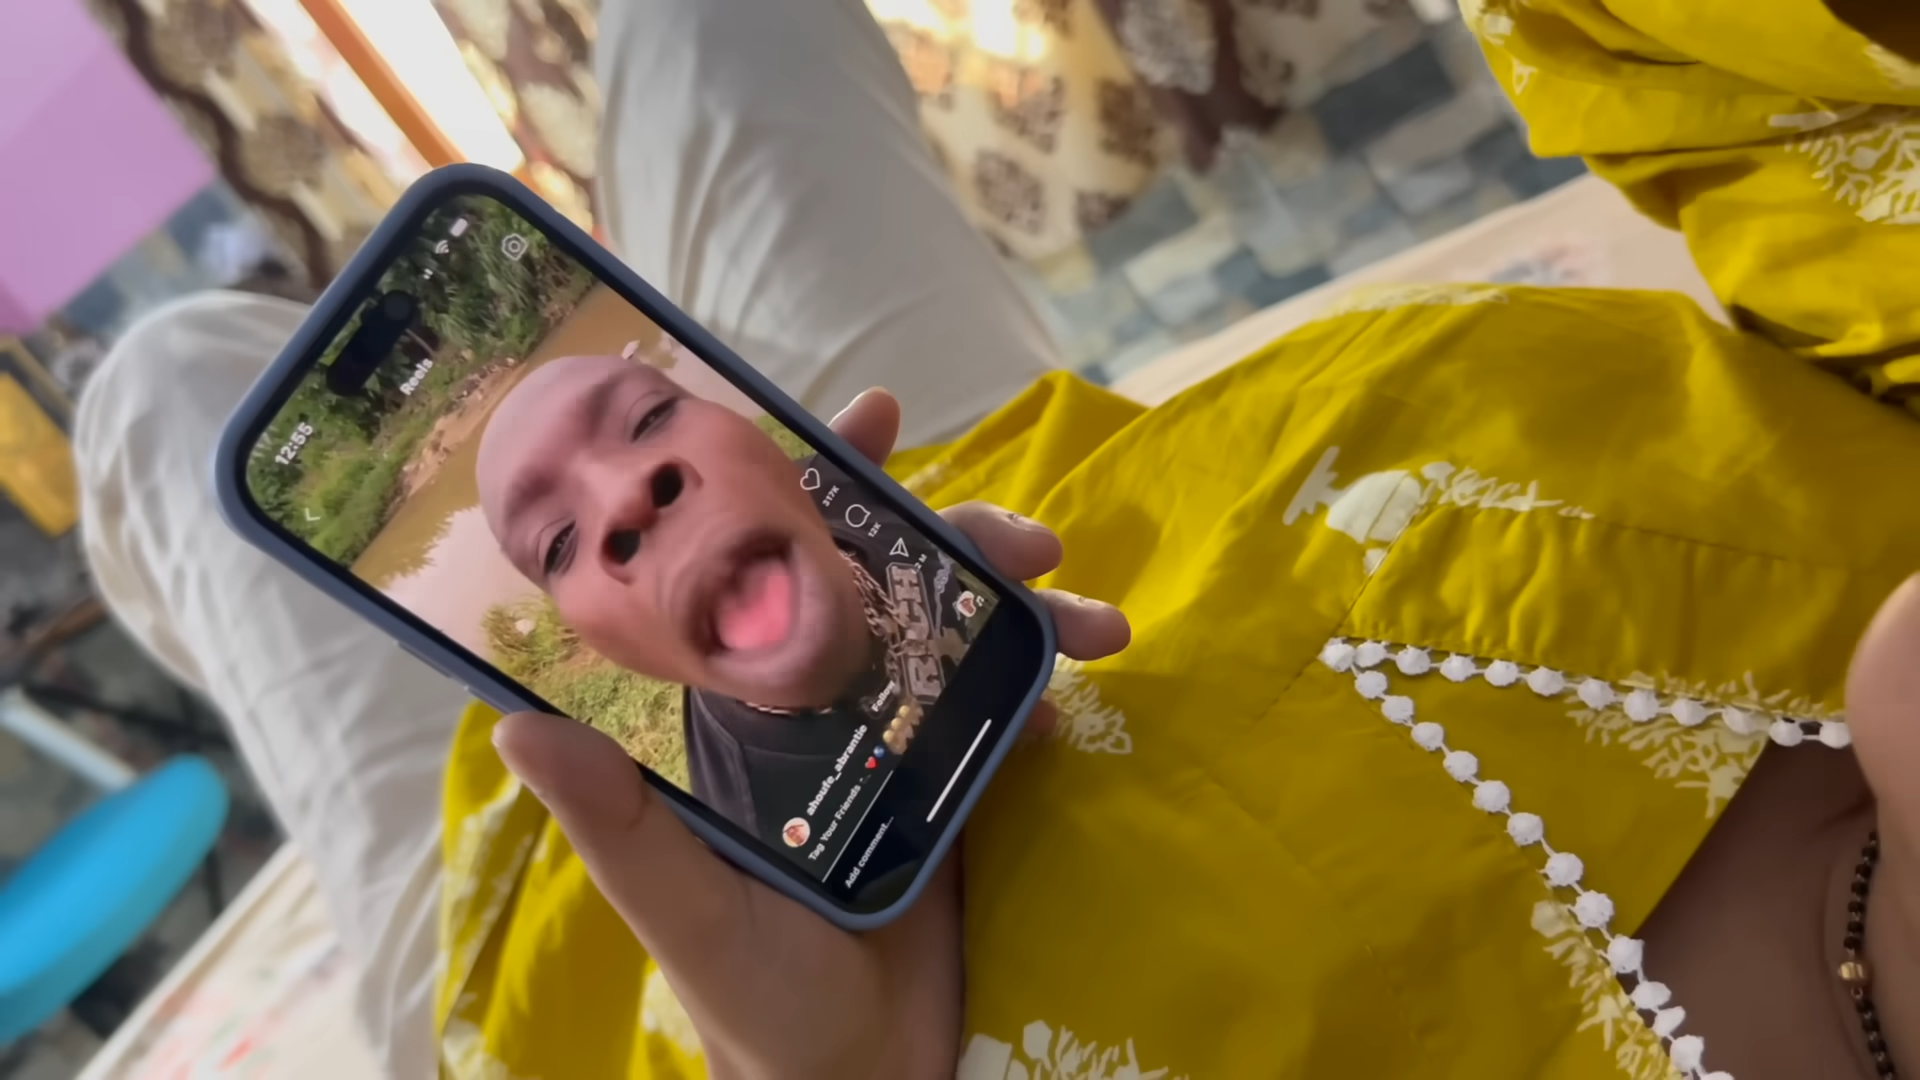 12:55
Reels
317K
12K
ahoufe_abrantie
Follow
Tag Your Friends
Add comment...